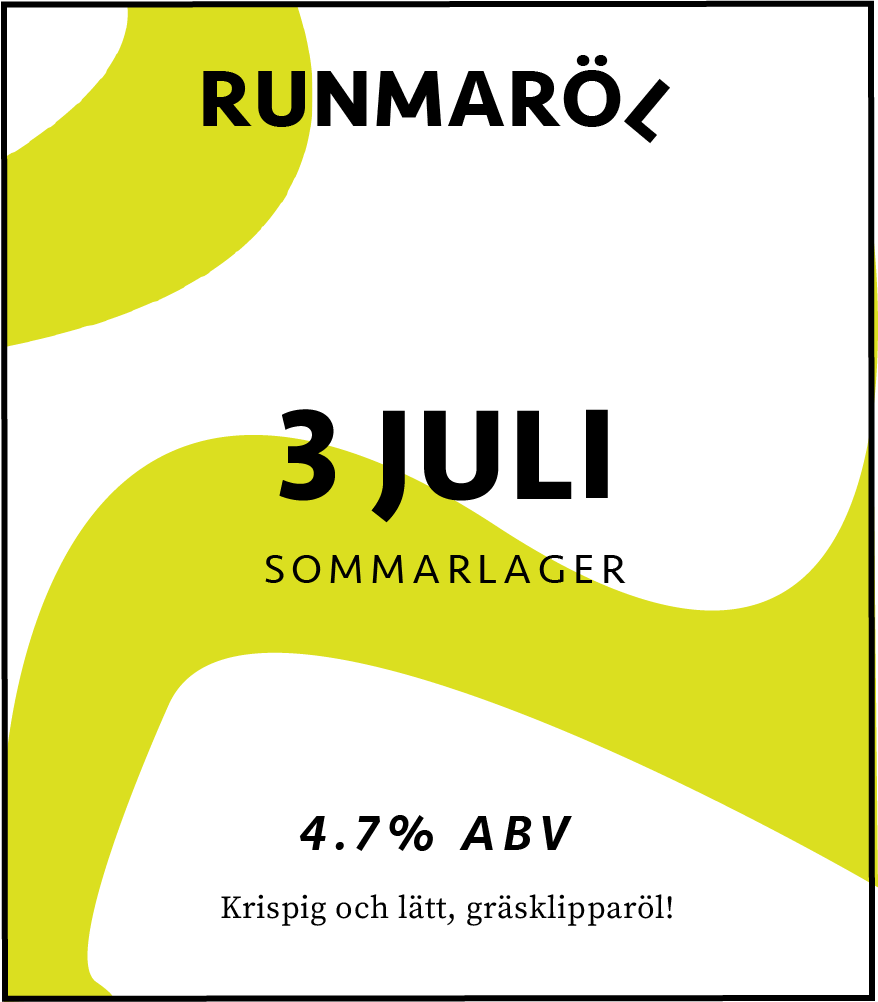 RUNMARÖL
3 JULI
SOMMARLAGER
4.7% ABV
Krispig och lätt, gräsklipparöl!